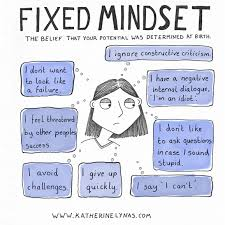 FIXED MINDSET
THE BELIEF THAT YOUR POTENTIAL WAS DETERMINED AT BIRTH.
I ignore constructive criticism.
I don't
want to
look like
a failure.
I have a negative
internal dialogue,
'I'm an idiot'.
I feel threatened
by other peoples
success.
I don't like
to ask questions
in case I sound
stupid.
I avoid
challenges.
I give up
quickly.
I say 'I can't'.
WWW.KATHERINELYNAS.COM